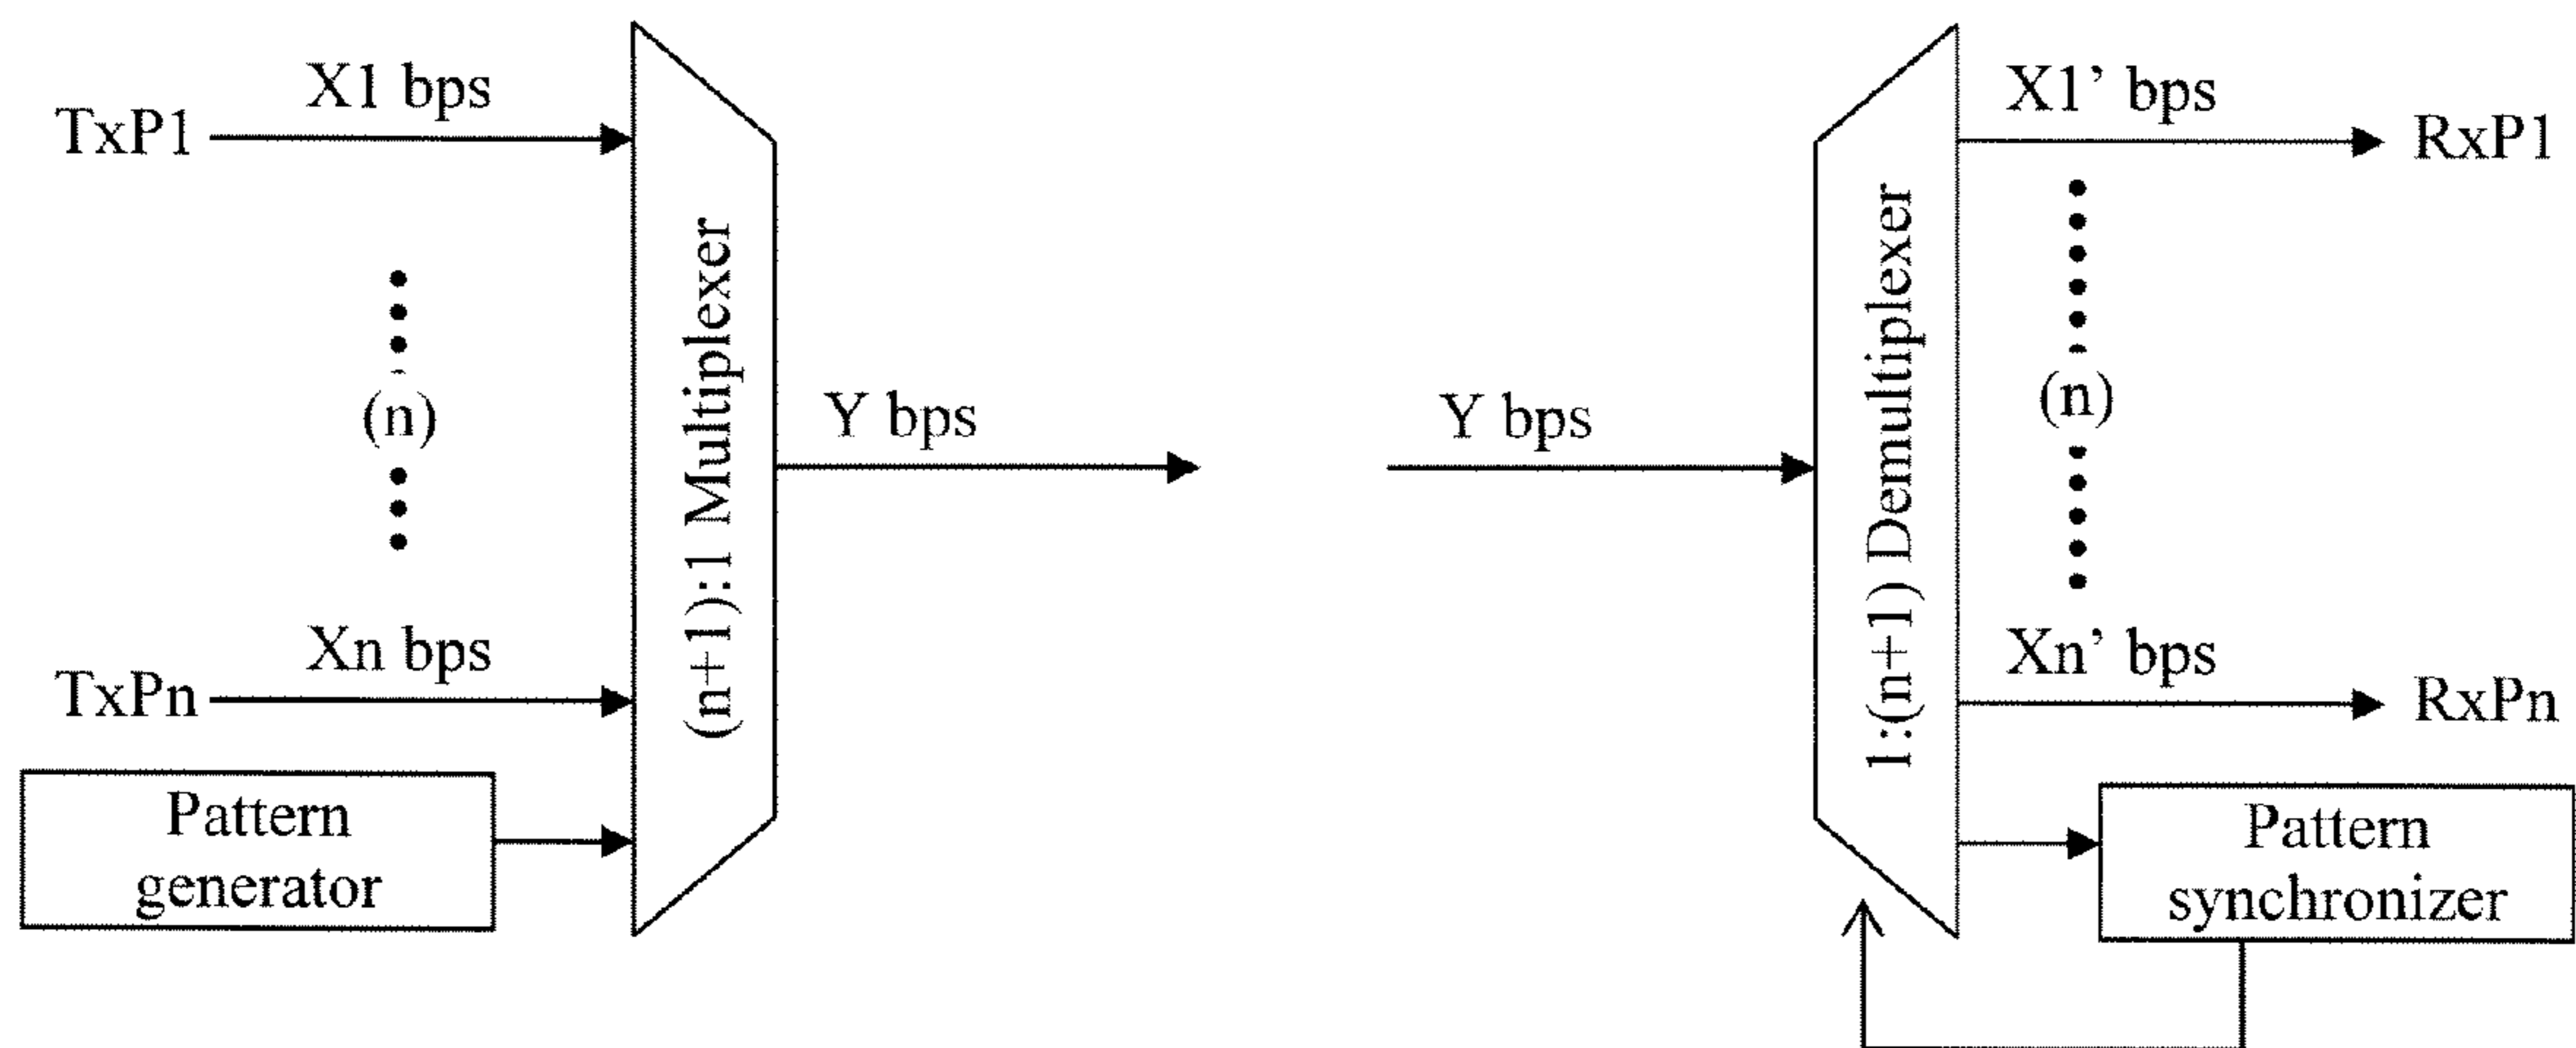 X1 bps
TxP1
(n)
Xn bps
TxPn
Pattern
generator
(n+1):1 Multiplexer
Y bps
Y bps
1:(n+1) Demultiplexer
X1’ bps
RxP1
(n)
Xn’ bps
RxPn
Pattern
synchronizer